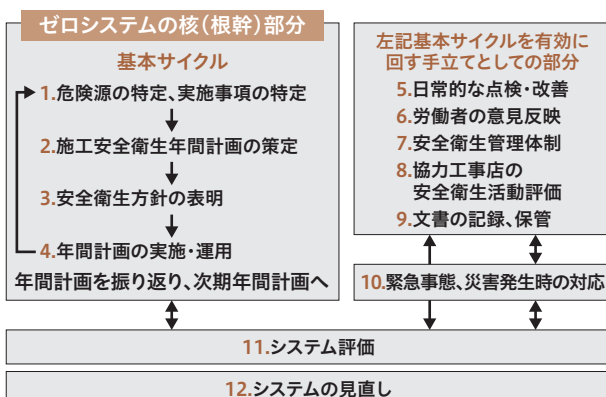 ゼロシステムの核(根幹)部分
基本サイクル
1.危険源の特定、実施事項の特定
2.施工安全衛生年間計画の策定
3.安全衛生方針の表明
4.年間計画の実施・運用
年間計画を振り返り、次期年間計画へ
左記基本サイクルを有効に
回す手立てとしての部分
5.日常的な点検・改善
6.労働者の意見反映
7.安全衛生管理体制
8.協力工事店の
安全衛生活動評価
9.文書の記録、保管
10.緊急事態、災害発生時の対応
11.システム評価
12.システムの見直し